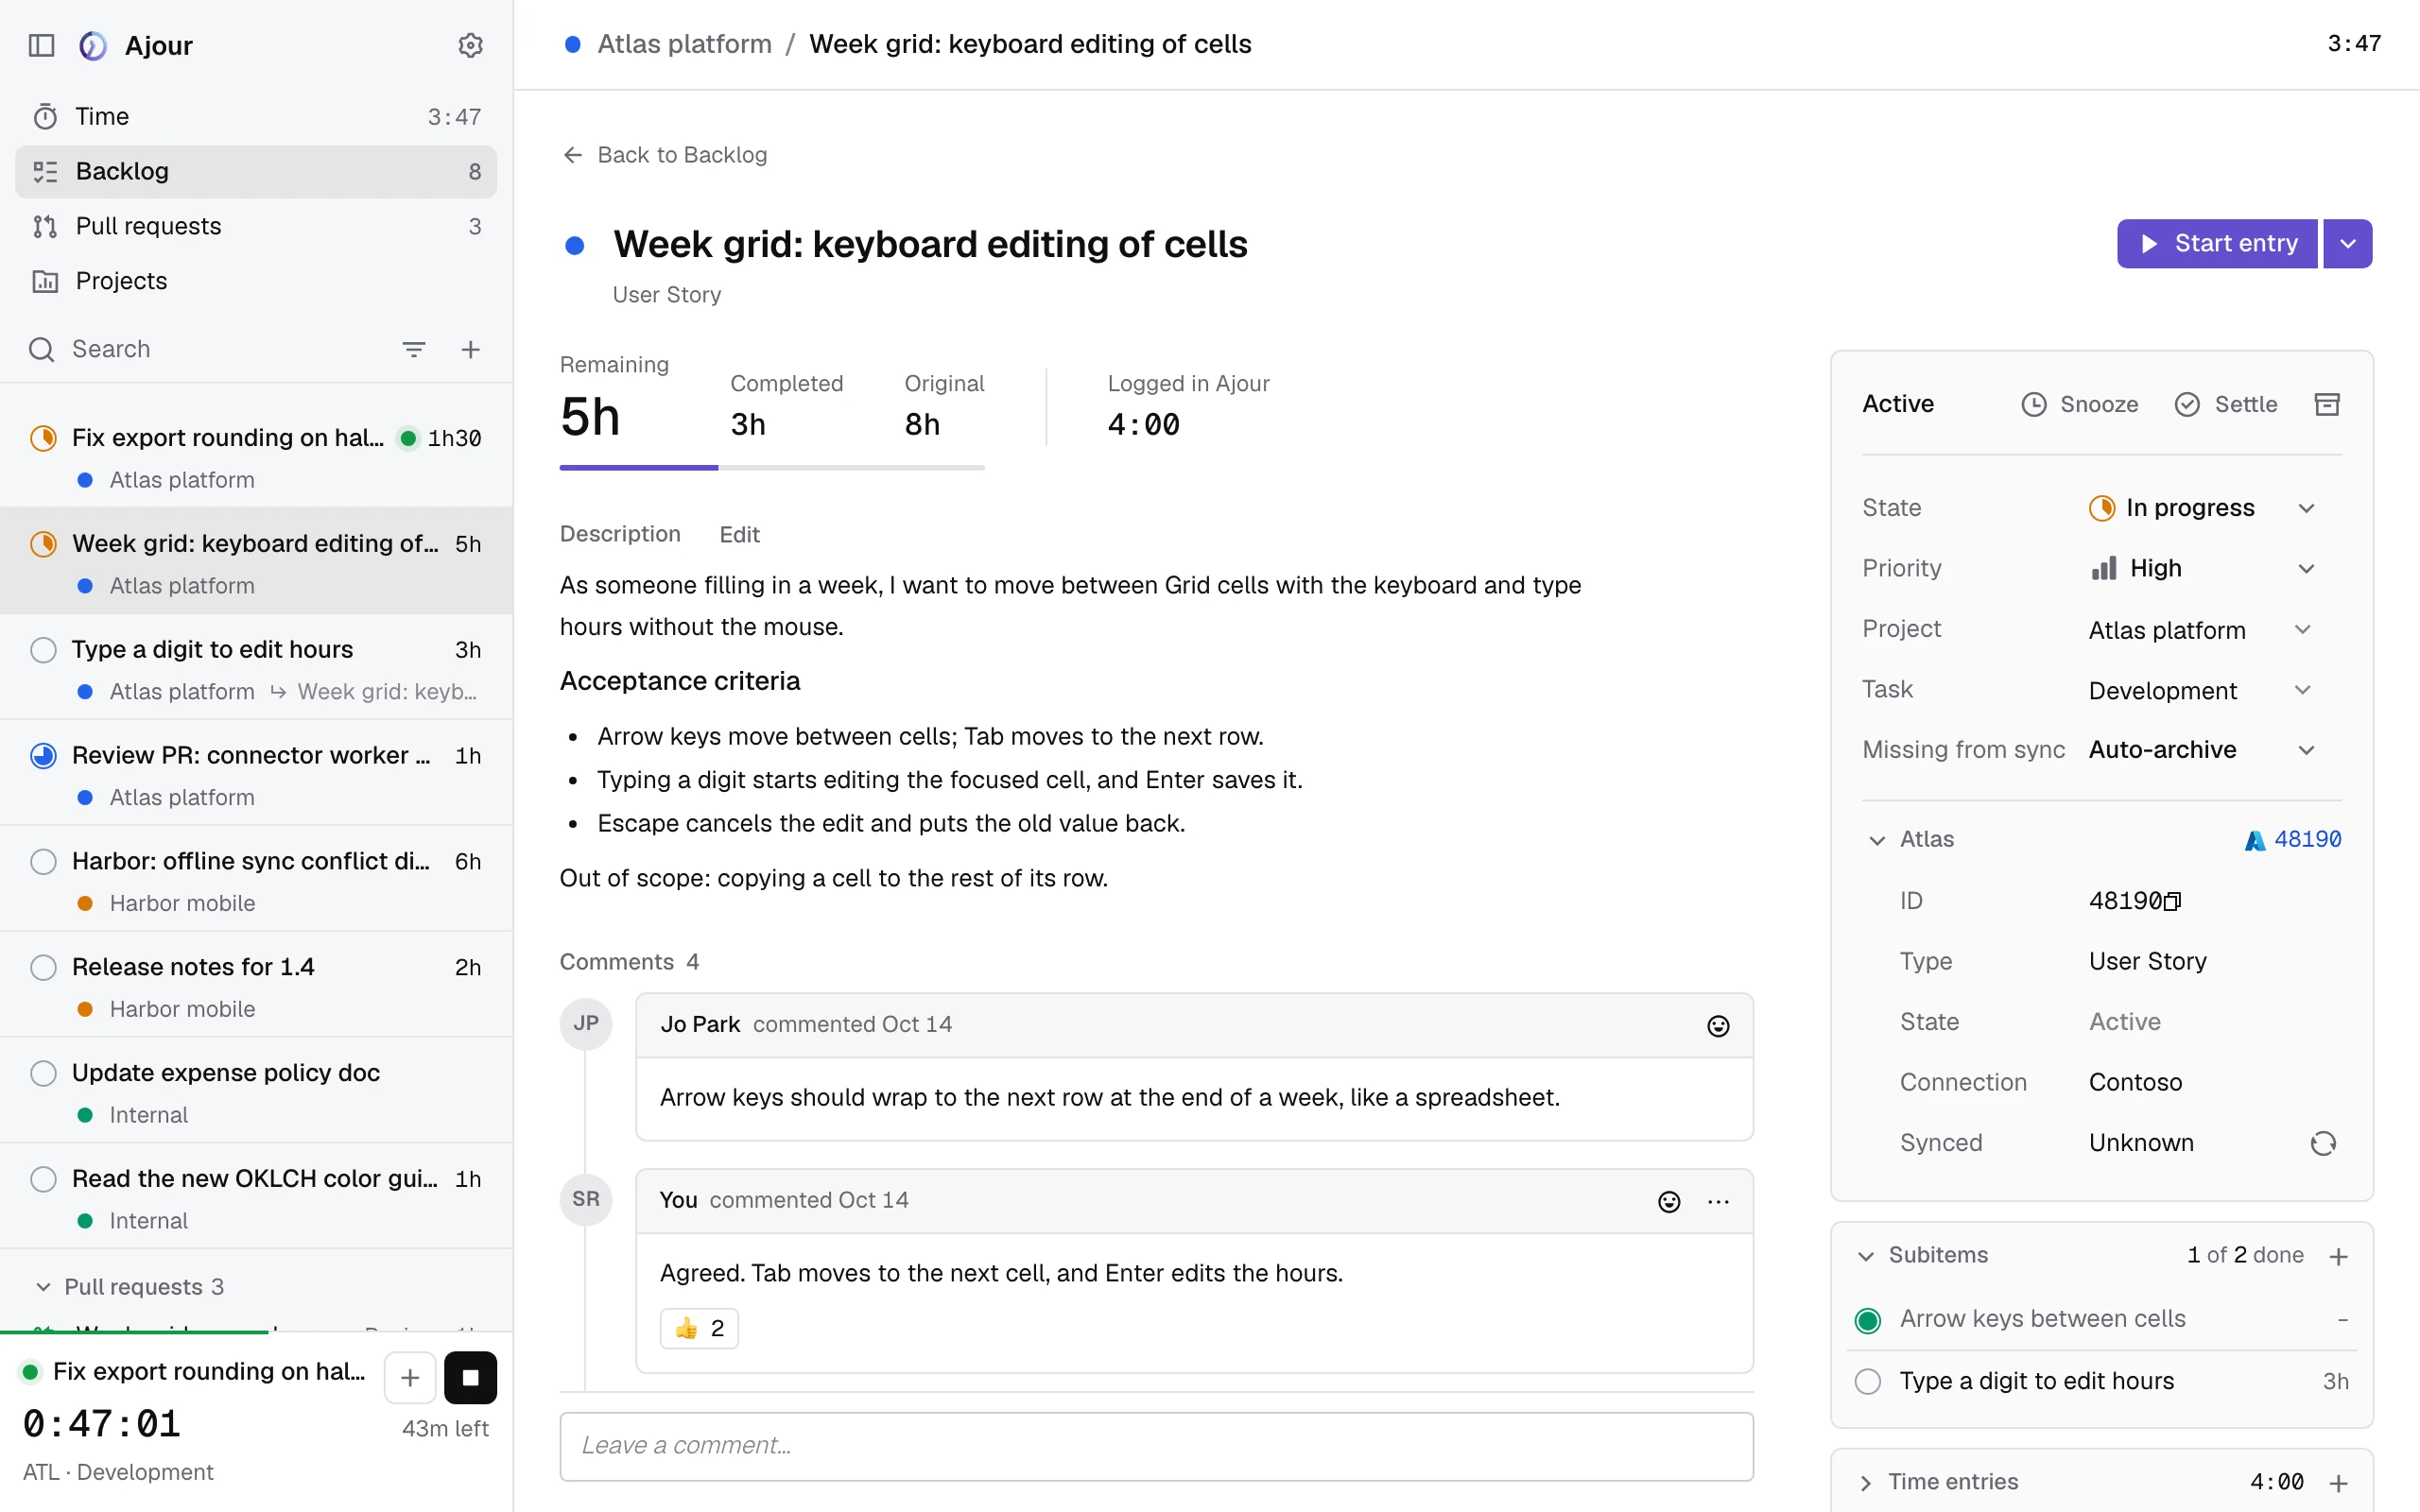 Ajour
Time 3:47
Backlog 8
Pull requests 3
Projects
Search
Fix export rounding on hal... 1h30
Atlas platform
Week grid: keyboard editing of... 5h
Atlas platform
Type a digit to edit hours 3h
Atlas platform ↳ Week grid: keyb...
Review PR: connector worker ... 1h
Atlas platform
Harbor: offline sync conflict di... 6h
Harbor mobile
Release notes for 1.4 2h
Harbor mobile
Update expense policy doc
Internal
Read the new OKLCH color gui... 1h
Internal
Pull requests 3
Fix export rounding on hal...
0:47:01 43m left
ATL · Development
Atlas platform / Week grid: keyboard editing of cells 3:47
Back to Backlog
Week grid: keyboard editing of cells
User Story
Start entry
Remaining
5h
Completed
3h
Original
8h
Logged in Ajour
4:00
Description Edit
As someone filling in a week, I want to move between Grid cells with the keyboard and type
hours without the mouse.
Acceptance criteria
• Arrow keys move between cells; Tab moves to the next row.
• Typing a digit starts editing the focused cell, and Enter saves it.
• Escape cancels the edit and puts the old value back.
Out of scope: copying a cell to the rest of its row.
Comments 4
JP
Jo Park commented Oct 14
Arrow keys should wrap to the next row at the end of a week, like a spreadsheet.
SR
You commented Oct 14
Agreed. Tab moves to the next cell, and Enter edits the hours.
👍 2
Leave a comment...
Active Snooze Settle
State In progress
Priority High
Project Atlas platform
Task Development
Missing from sync Auto-archive
Atlas 48190
ID 48190
Type User Story
State Active
Connection Contoso
Synced Unknown
Subitems 1 of 2 done
Arrow keys between cells –
Type a digit to edit hours 3h
Time entries 4:00